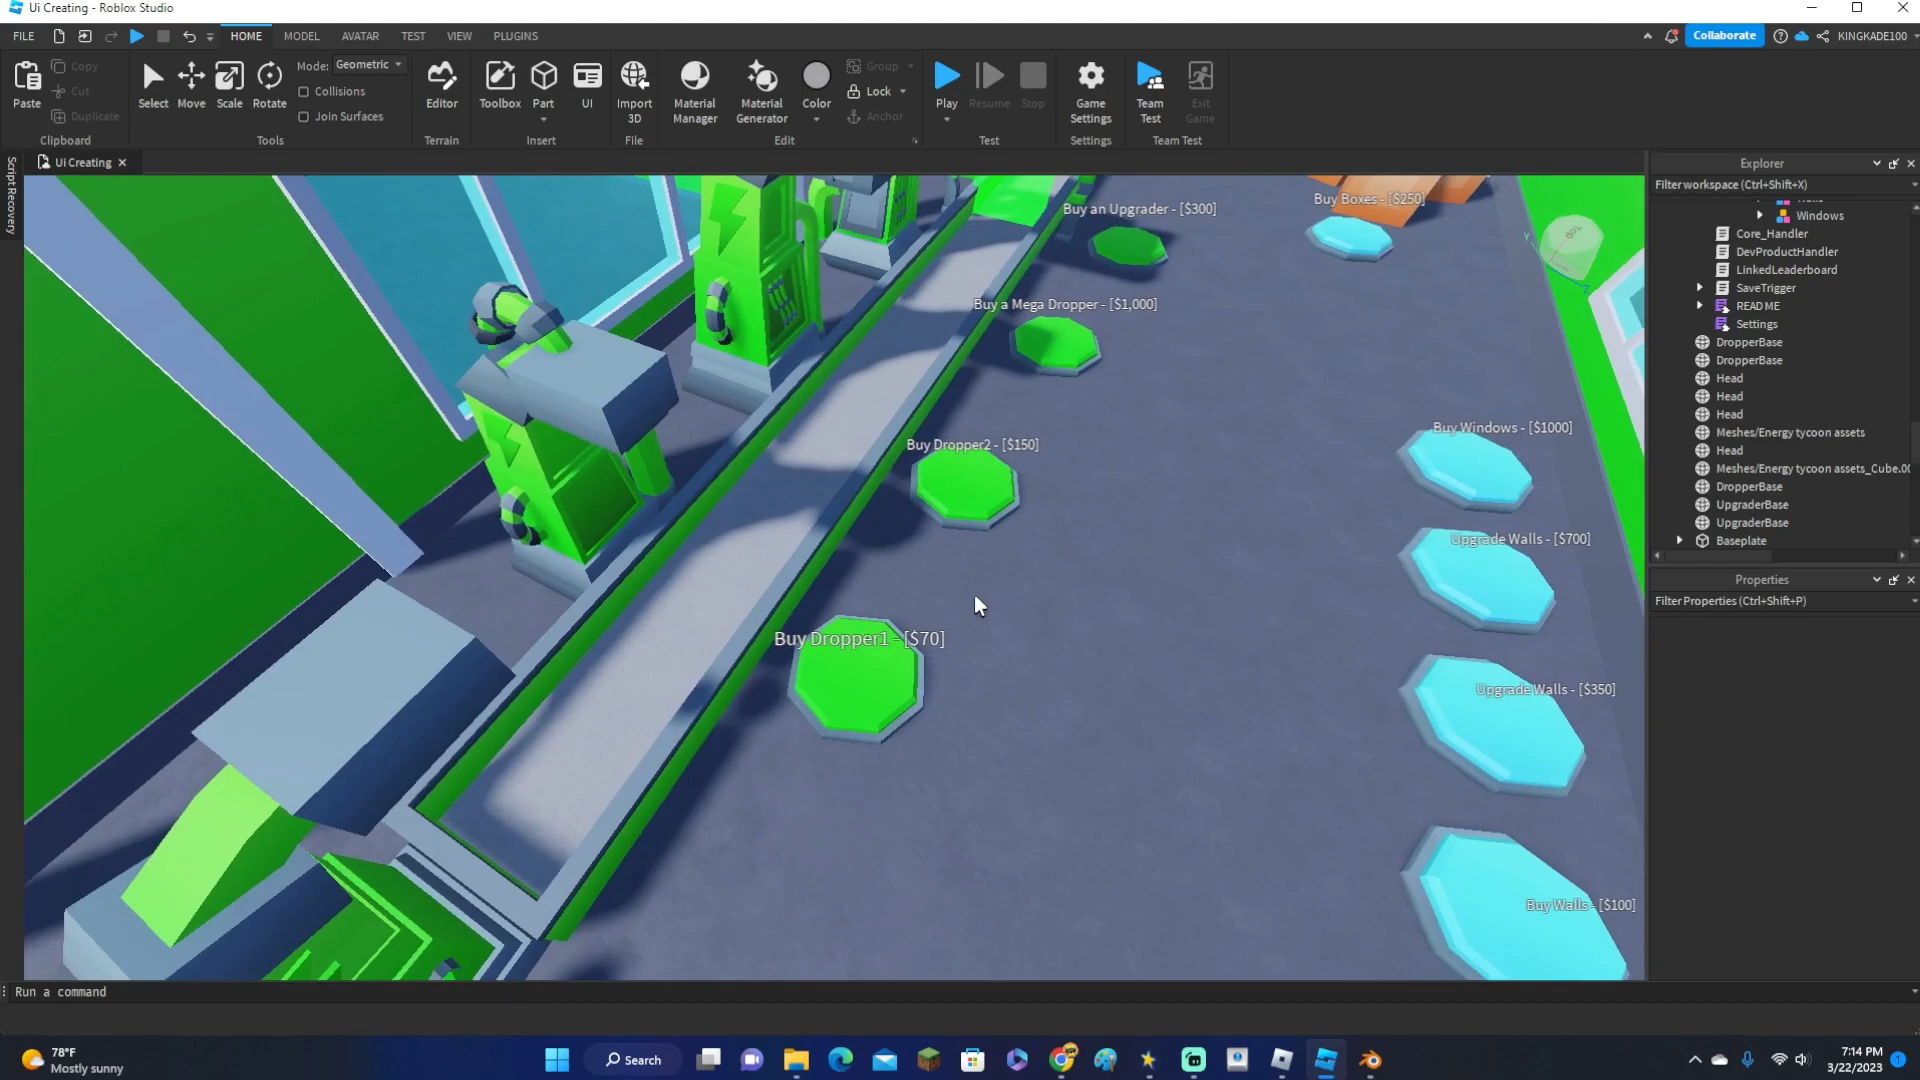 Ui Creating - Roblox Studio
FILE HOME MODEL AVATAR TEST VIEW PLUGINS Collaborate KINGKADE100
Paste Copy Cut Duplicate Clipboard
Select Move Scale Rotate Mode: Geometric Collisions Join Surfaces Tools
Editor Terrain
Toolbox Part UI Insert
Import 3D File
Material Manager Material Generator Color Group Lock Anchor Edit
Play Resume Stop Test
Game Settings Settings
Team Test Exit Game Team Test
Script Recovery
Ui Creating
Buy an Upgrader - [$300]
Buy Boxes - [$250]
Buy a Mega Dropper - [$1,000]
Buy Dropper2 - [$150]
Buy Windows - [$1000]
Upgrade Walls - [$700]
Buy Dropper1 - [$70]
Upgrade Walls - [$350]
Buy Walls - [$100]
Y
Z
Explorer
Filter workspace (Ctrl+Shift+X)
Windows
Core_Handler
DevProductHandler
LinkedLeaderboard
SaveTrigger
README
Settings
DropperBase
DropperBase
Head
Head
Head
Meshes/Energy tycoon assets
Head
Meshes/Energy tycoon assets_Cube.00
DropperBase
UpgraderBase
UpgraderBase
Baseplate
Properties
Filter Properties (Ctrl+Shift+P)
Run a command
78°F
Mostly sunny
Search
7:14 PM
3/22/2023
1